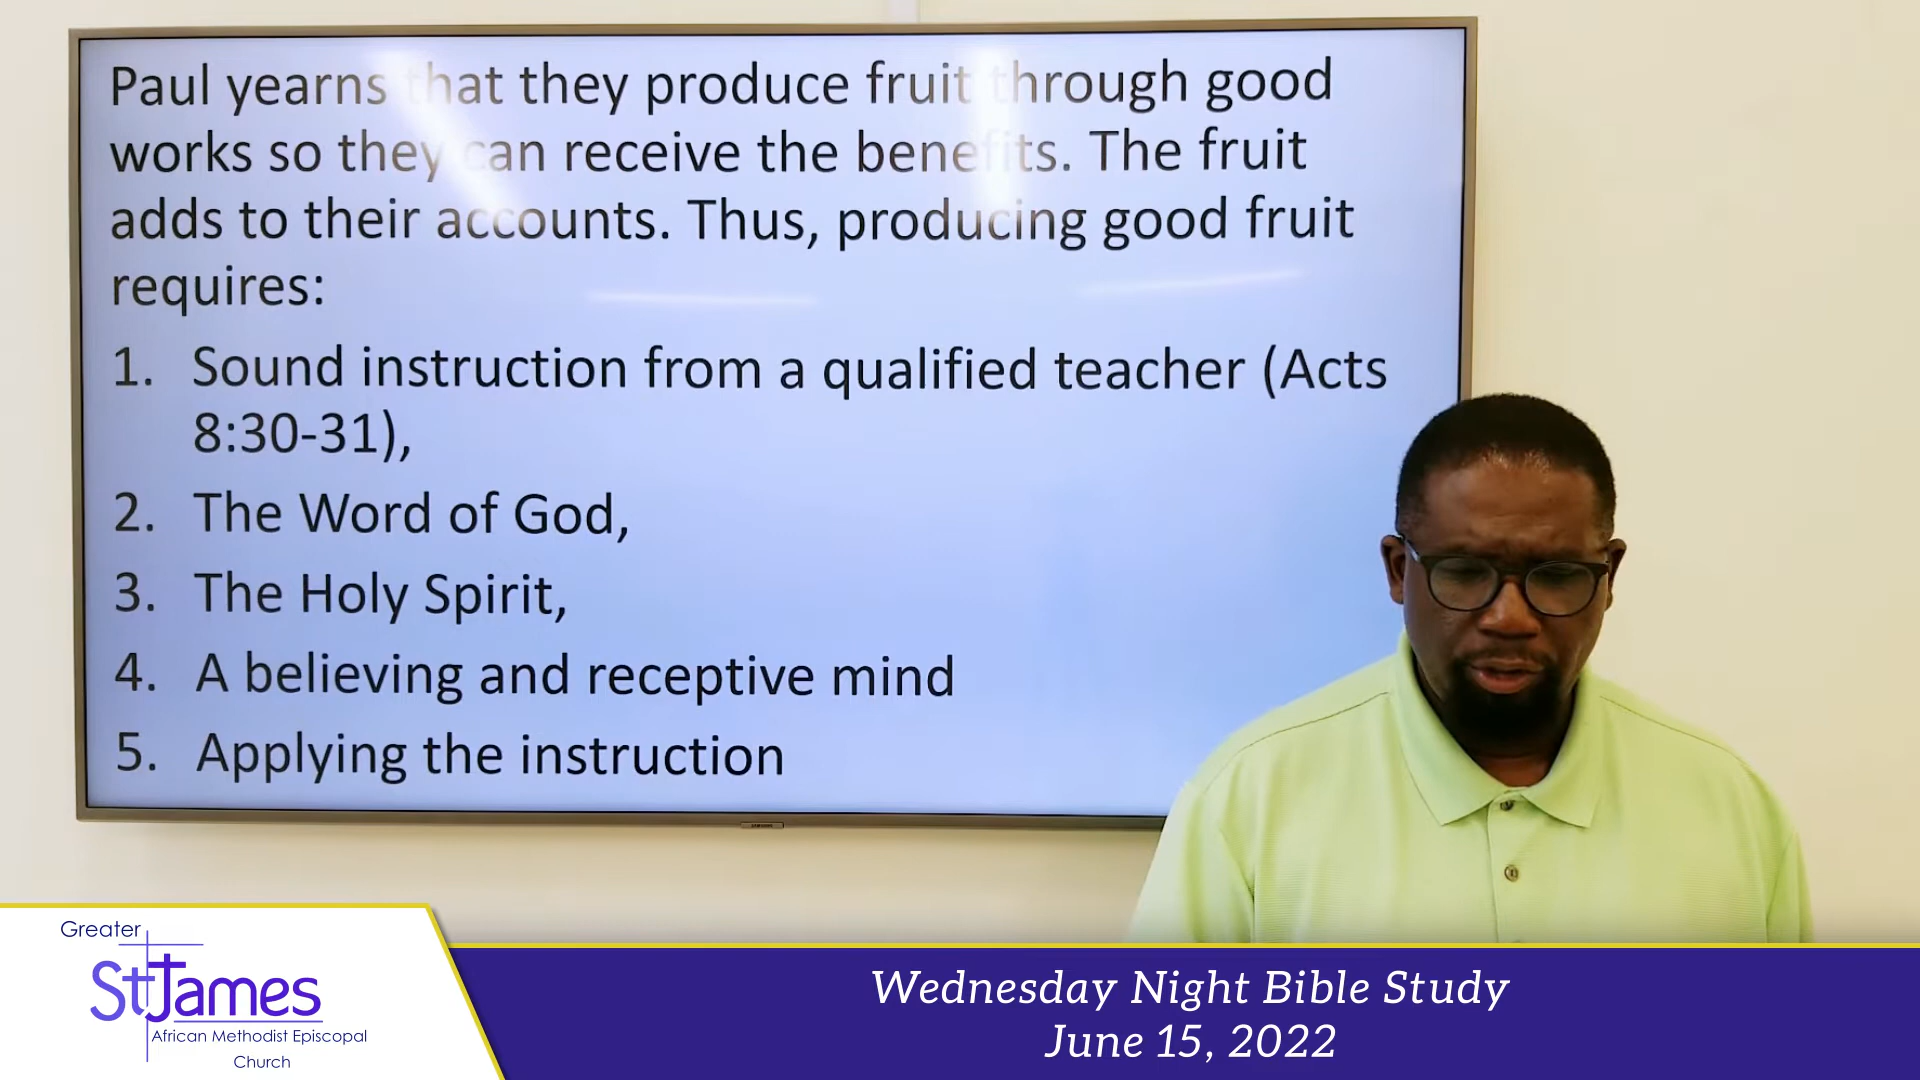 Paul yearns that they produce fruit through good
works so they can receive the benefits. The fruit
adds to their accounts. Thus, producing good fruit
requires:
1. Sound instruction from a qualified teacher (Acts
8:30-31),
2. The Word of God,
3. The Holy Spirit,
4. A believing and receptive mind
5. Applying the instruction
SAMSUNG
Greater
St James
African Methodist Episcopal
Church
Wednesday Night Bible Study
June 15, 2022